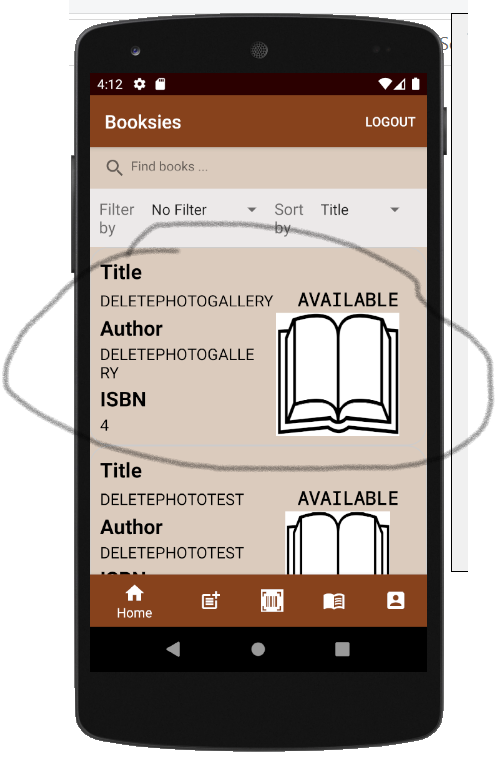 4:12
Booksies LOGOUT
Find books ...
Filter by No Filter Sort by Title
Title
DELETEPHOTOGALLERY AVAILABLE
Author
DELETEPHOTOGALLE
RY
ISBN
4
Title
DELETEPHOTOTEST AVAILABLE
Author
DELETEPHOTOTEST
ISBN
Home